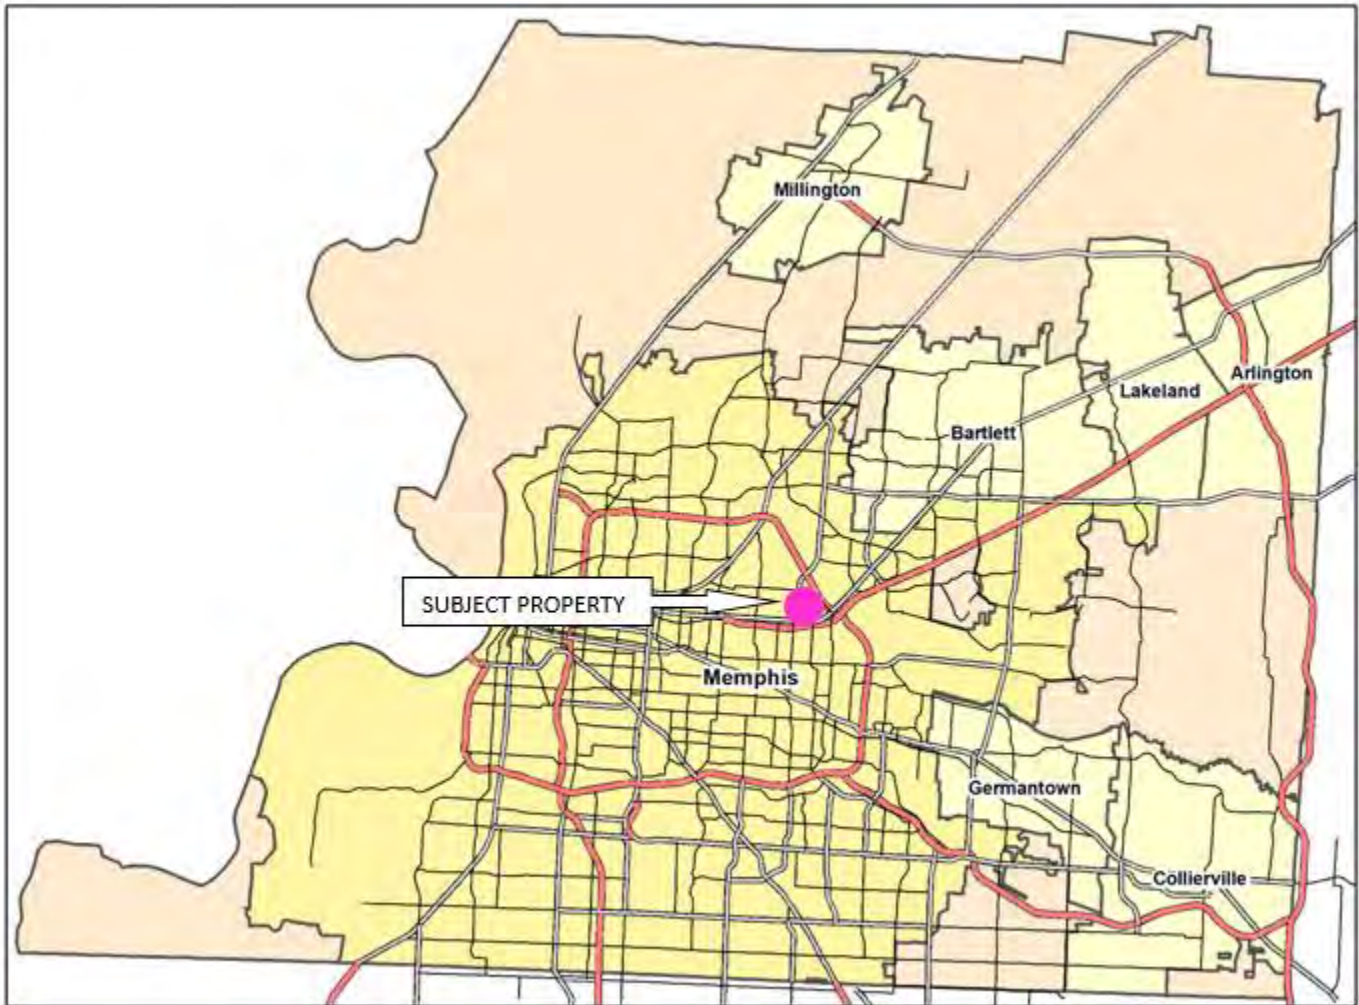 Millington
Arlington
Lakeland
Bartlett
SUBJECT PROPERTY
Memphis
Germantown
Collierville